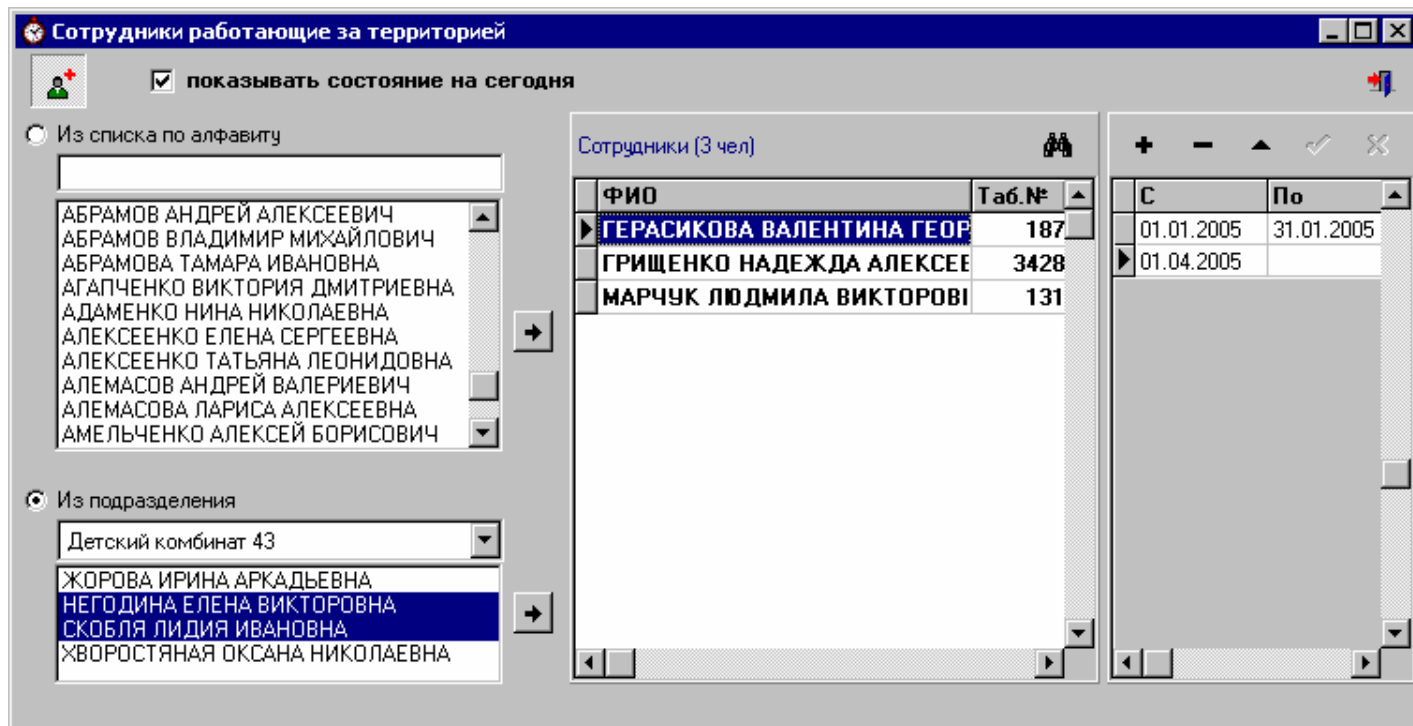 Сотрудники работающие за территорией
показывать состояние на сегодня
Из списка по алфавиту
АБРАМОВ АНДРЕЙ АЛЕКСЕЕВИЧ
АБРАМОВ ВЛАДИМИР МИХАЙЛОВИЧ
АБРАМОВА ТАМАРА ИВАНОВНА
АГАПЧЕНКО ВИКТОРИЯ ДМИТРИЕВНА
АДАМЕНКО НИНА НИКОЛАЕВНА
АЛЕКСЕЕНКО ЕЛЕНА СЕРГЕЕВНА
АЛЕКСЕЕНКО ТАТЬЯНА ЛЕОНИДОВНА
АЛЕМАСОВ АНДРЕЙ ВАЛЕРИЕВИЧ
АЛЕМАСОВА ЛАРИСА АЛЕКСЕЕВНА
АМЕЛЬЧЕНКО АЛЕКСЕЙ БОРИСОВИЧ
Из подразделения
Детский комбинат 43
ЖОРОВА ИРИНА АРКАДЬЕВНА
НЕГОДИНА ЕЛЕНА ВИКТОРОВНА
СКОБЛЯ ЛИДИЯ ИВАНОВНА
ХВОРОСТЯНАЯ ОКСАНА НИКОЛАЕВНА
Сотрудники (3 чел)
ФИО Таб.№
ГЕРАСИКОВА ВАЛЕНТИНА ГЕОР 187
ГРИЩЕНКО НАДЕЖДА АЛЕКСЕЕ 3428
МАРЧУК ЛЮДМИЛА ВИКТОРОВ 131
С По
01.01.2005 31.01.2005
01.04.2005